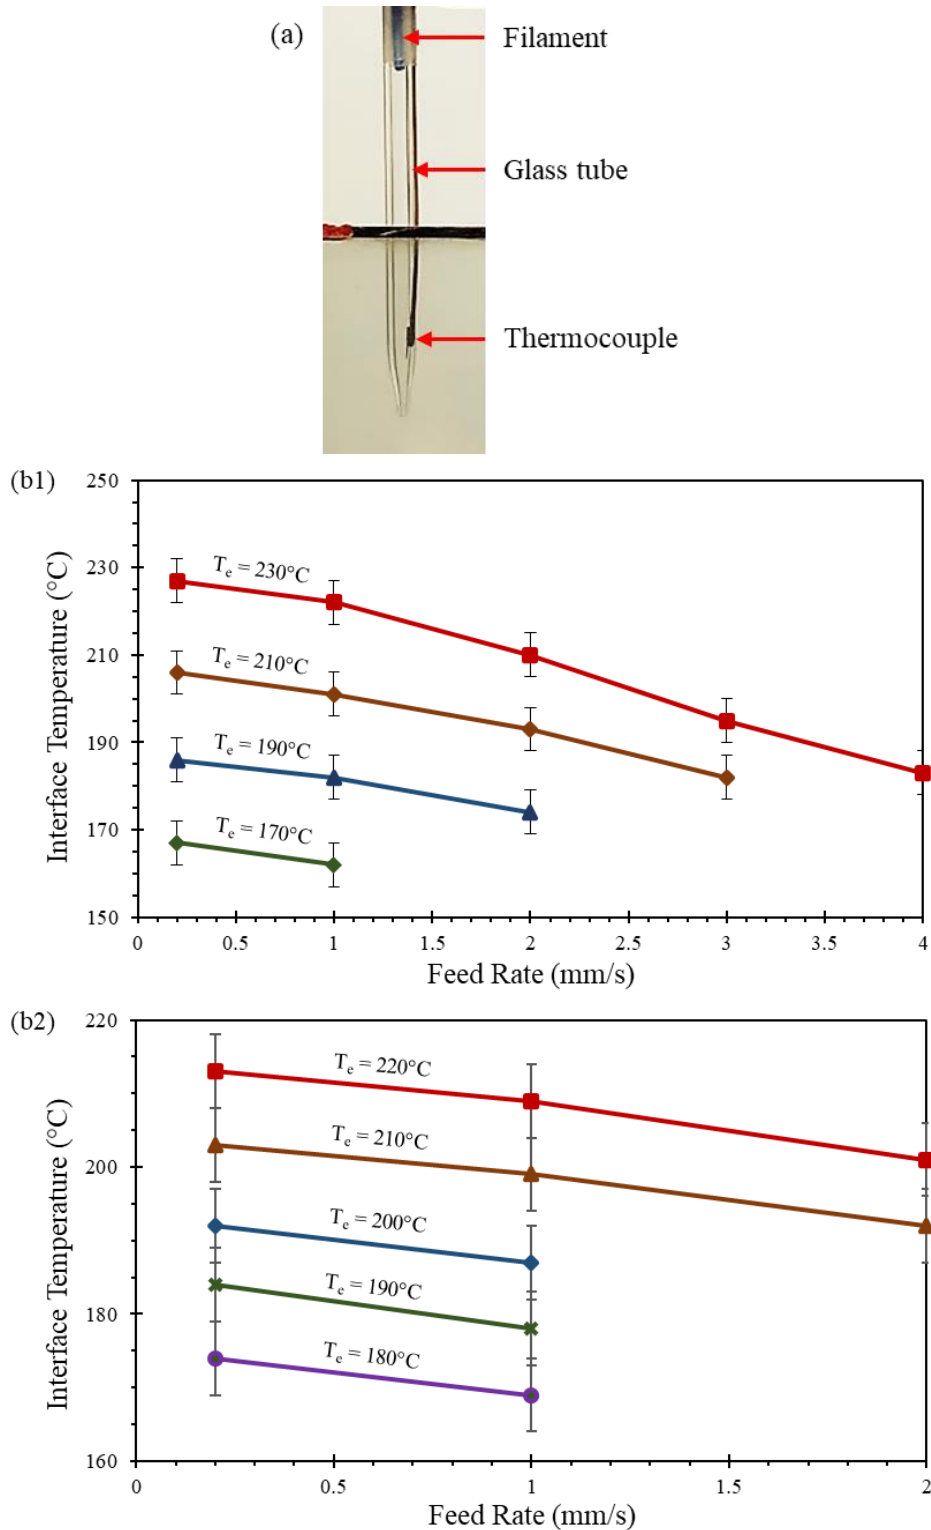 (a)
Filament
Glass tube
Thermocouple
(b1)
Interface Temperature (°C)
250
230
210
190
170
150
Tₑ = 230°C
Tₑ = 210°C
Tₑ = 190°C
Tₑ = 170°C
0 0.5 1 1.5 2 2.5 3 3.5 4
Feed Rate (mm/s)
(b2)
Interface Temperature (°C)
220
200
180
160
Tₑ = 220°C
Tₑ = 210°C
Tₑ = 200°C
Tₑ = 190°C
Tₑ = 180°C
0 0.5 1 1.5 2
Feed Rate (mm/s)